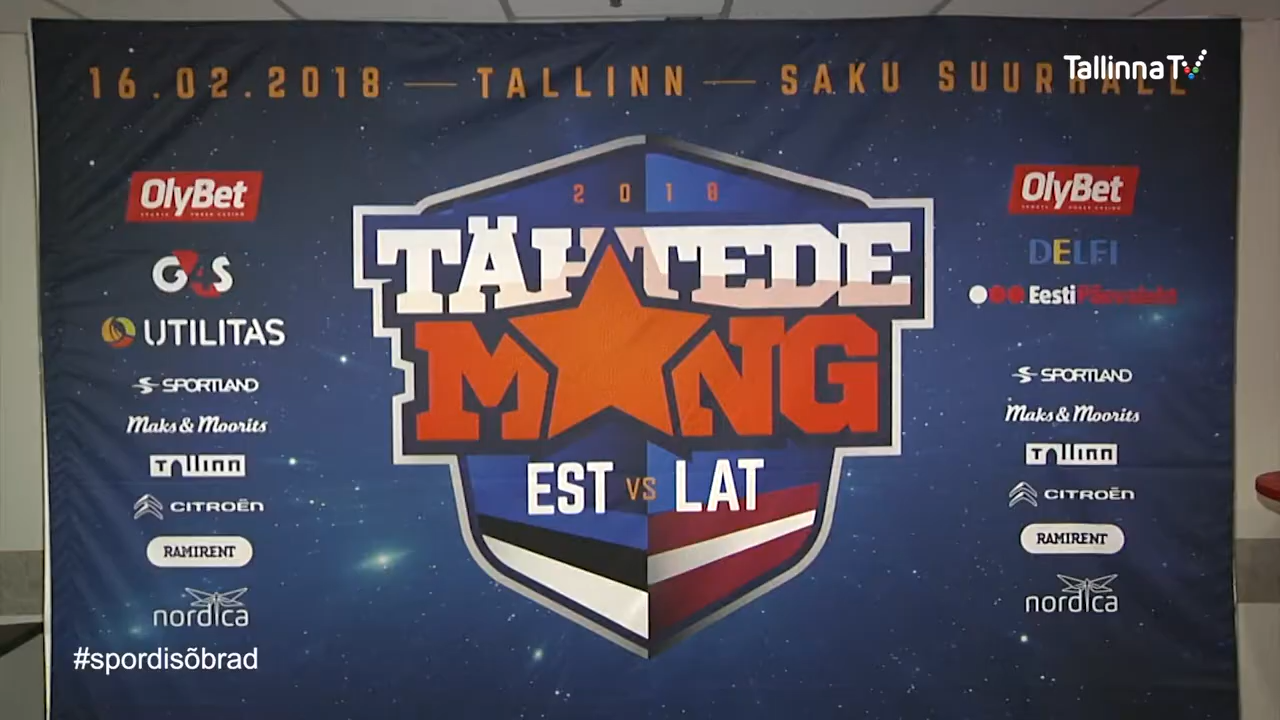 16.02.2018 — TALLINN — SAKU SUURHALL
TallinnaTV
2018
TÄHTEDE
MÄNG
EST VS LAT
OlyBet
G4S
UTILITAS
SPORTLAND
Maks & Moorits
Tallinn
CITROËN
RAMIRENT
nordica
#spordisõbrad
OlyBet
DELFI
Eesti Päevaleht
SPORTLAND
Maks & Moorits
Tallinn
CITROËN
RAMIRENT
nordica